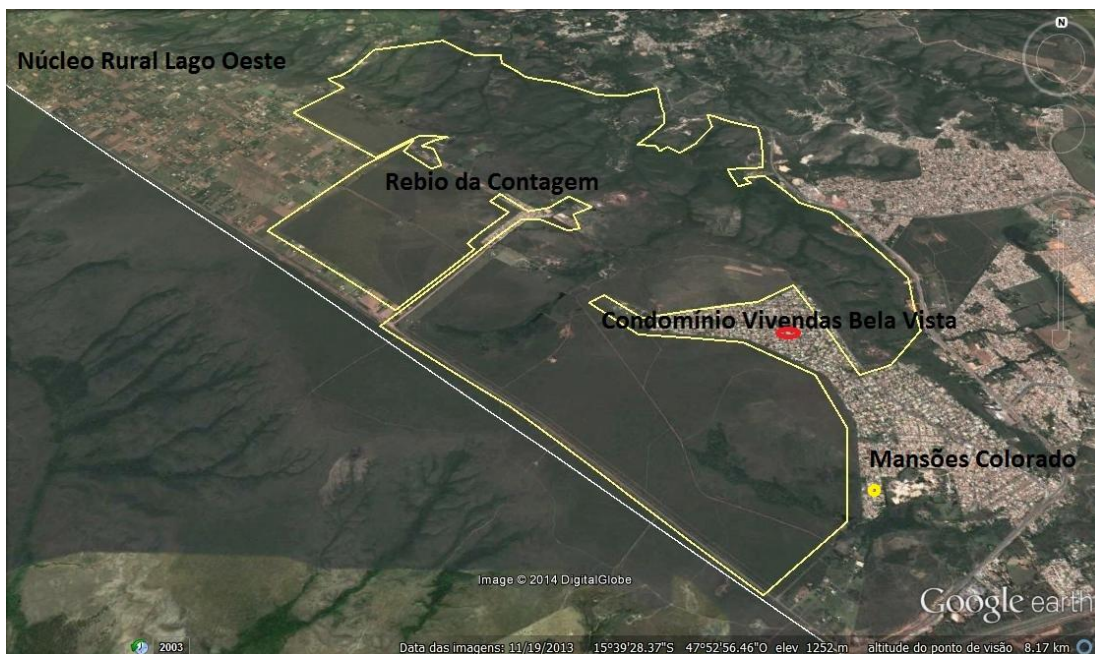 Núcleo Rural Lago Oeste
N
Rebio da Contagem
Condomínio Vivendas Bela Vista
Mansões Colorado
Image © 2014 DigitalGlobe
Google earth
2003
Data das imagens: 11/19/2013 15°39'28.37"S 47°52'56.46"O elev 1252 m altitude do ponto de visão 8.17 km